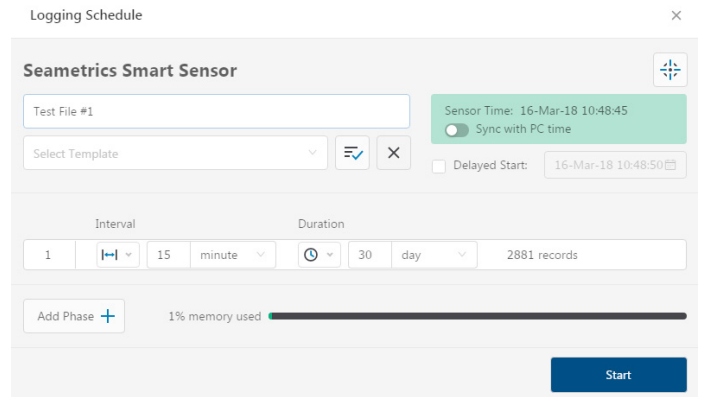 Logging Schedule
Seametrics Smart Sensor
Test File #1
Sensor Time: 16-Mar-18 10:48:45
Sync with PC time
Select Template
Delayed Start: 16-Mar-18 10:48:50
Interval Duration
1 15 minute 30 day 2881 records
Add Phase 1% memory used
Start